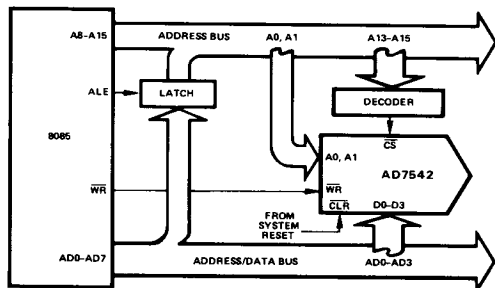 A8-A15
ADDRESS BUS
A0, A1
A13-A15
ALE
LATCH
DECODER
8085
CS
A0, A1
AD7542
WR
WR
CLR
D0-D3
FROM
SYSTEM
RESET
AD0-AD7
ADDRESS/DATA BUS
AD0-AD3